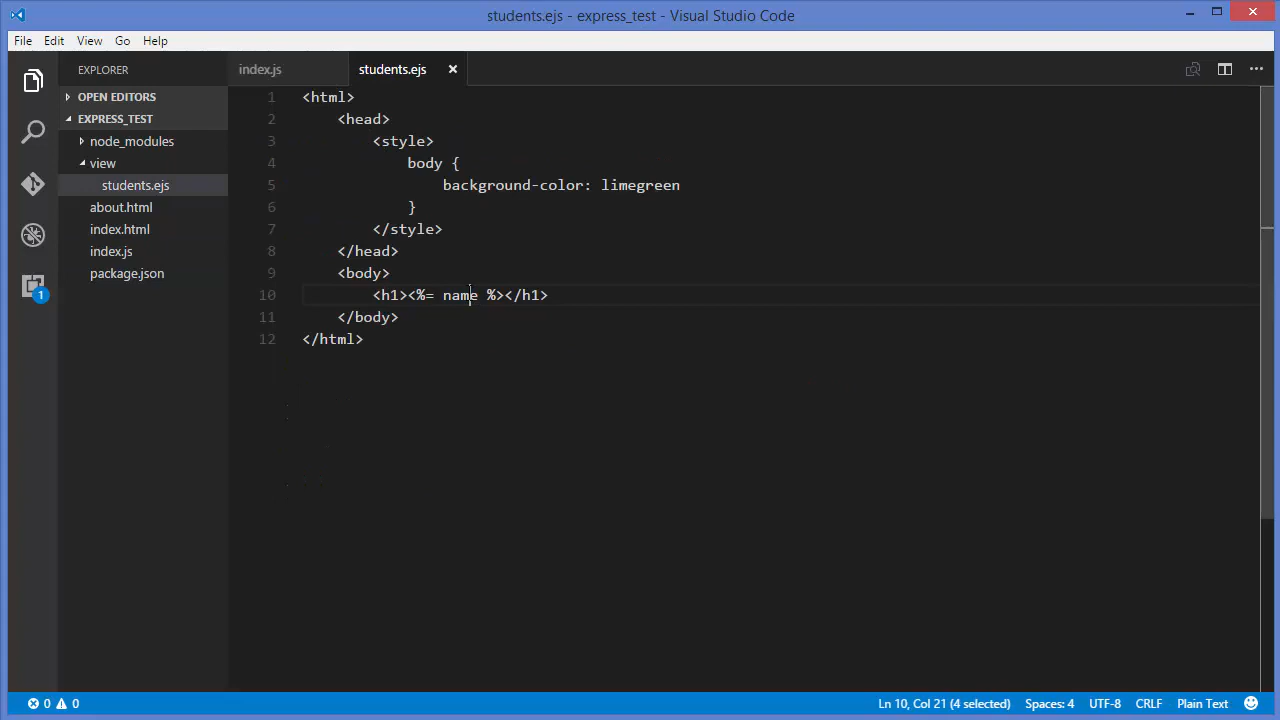 students.ejs - express_test - Visual Studio Code
File Edit View Go Help
EXPLORER
index.js
students.ejs
OPEN EDITORS
EXPRESS_TEST
node_modules
view
students.ejs
about.html
index.html
index.js
package.json
1
1 <html>
2 <head>
3 <style>
4 body {
5 background-color: limegreen
6 }
7 </style>
8 </head>
9 <body>
10 <h1><%= name %></h1>
11 </body>
12 </html>
0 0
Ln 10, Col 21 (4 selected) Spaces: 4 UTF-8 CRLF Plain Text